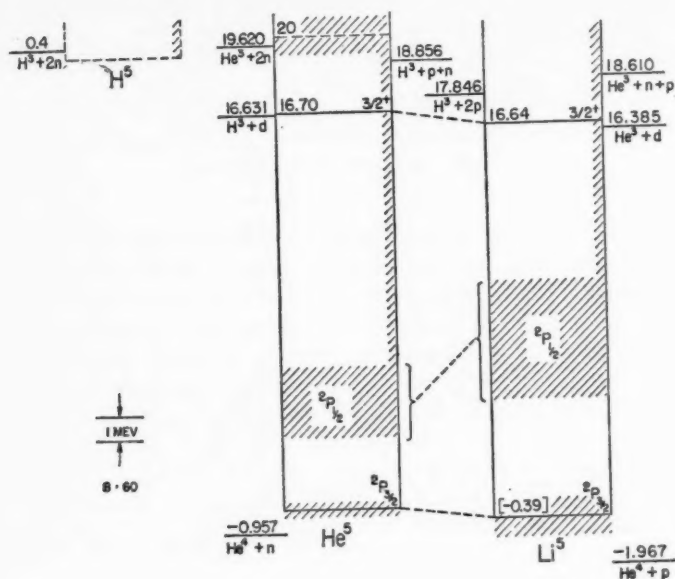 0.4
H³+2n
H⁵
20
19.620
He³+2n
18.856
H³+p+n
17.846
H³+2p
18.610
He³+n+p
16.631
H³+d
16.70 3/2⁺
16.64 3/2⁺
16.385
He³+d
²P₁/₂
²P₁/₂
1 MEV
8-60
²P₃/₂
[-0.39]
²P₃/₂
-0.957
He⁴+n
He⁵
Li⁵
-1.967
He⁴+p